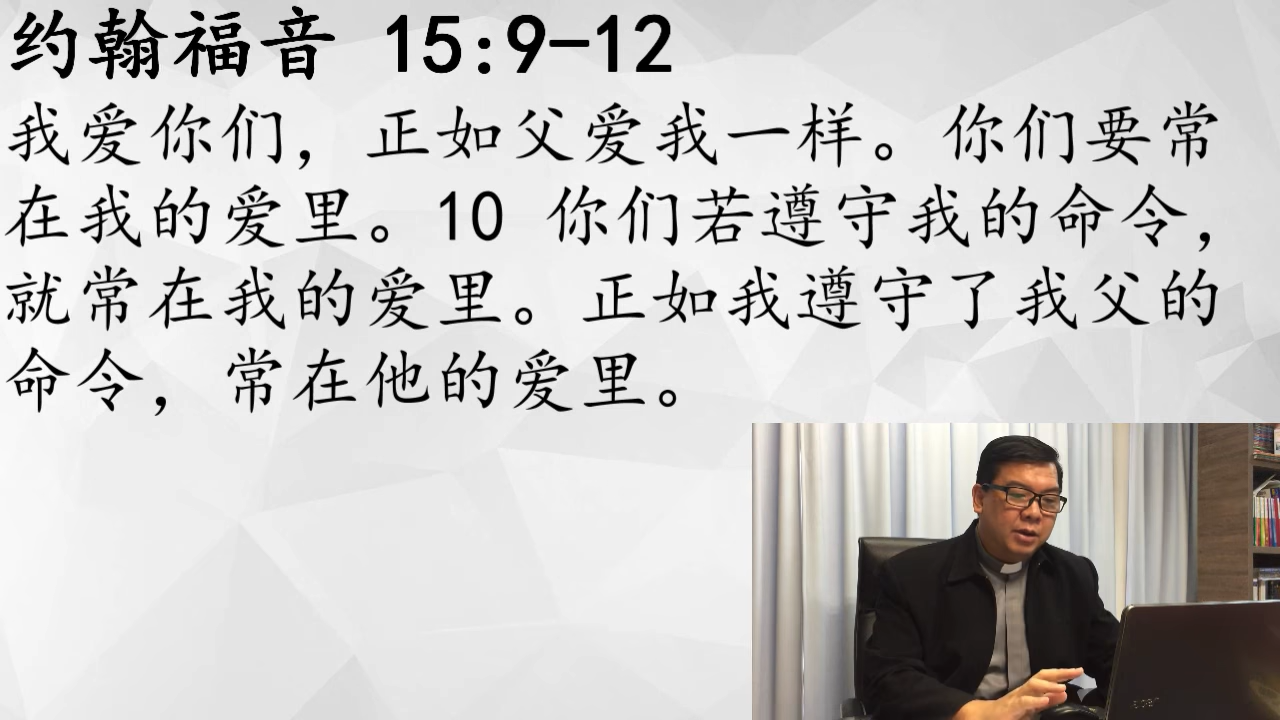 约翰福音 15:9-12
我爱你们，正如父爱我一样。你们要常
在我的爱里。10 你们若遵守我的命令，
就常在我的爱里。正如我遵守了我父的
命令，常在他的爱里。